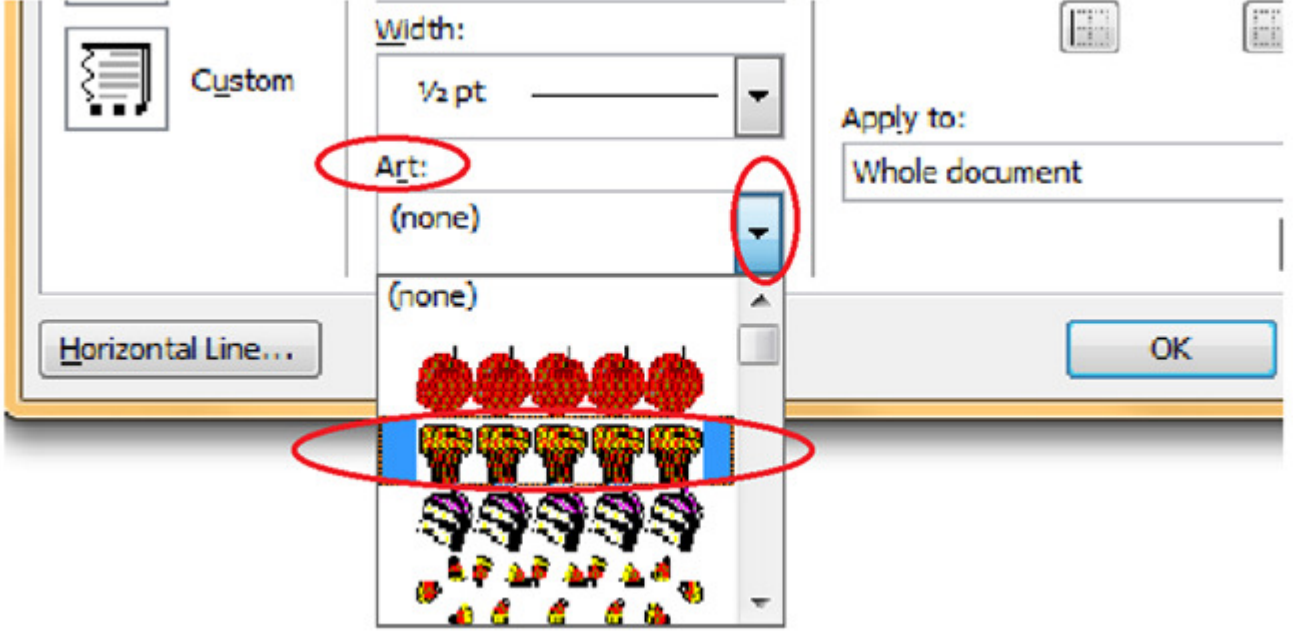 Width:
Custom
½ pt
Apply to:
Art:
Whole document
(none)
(none)
Horizontal Line...
OK